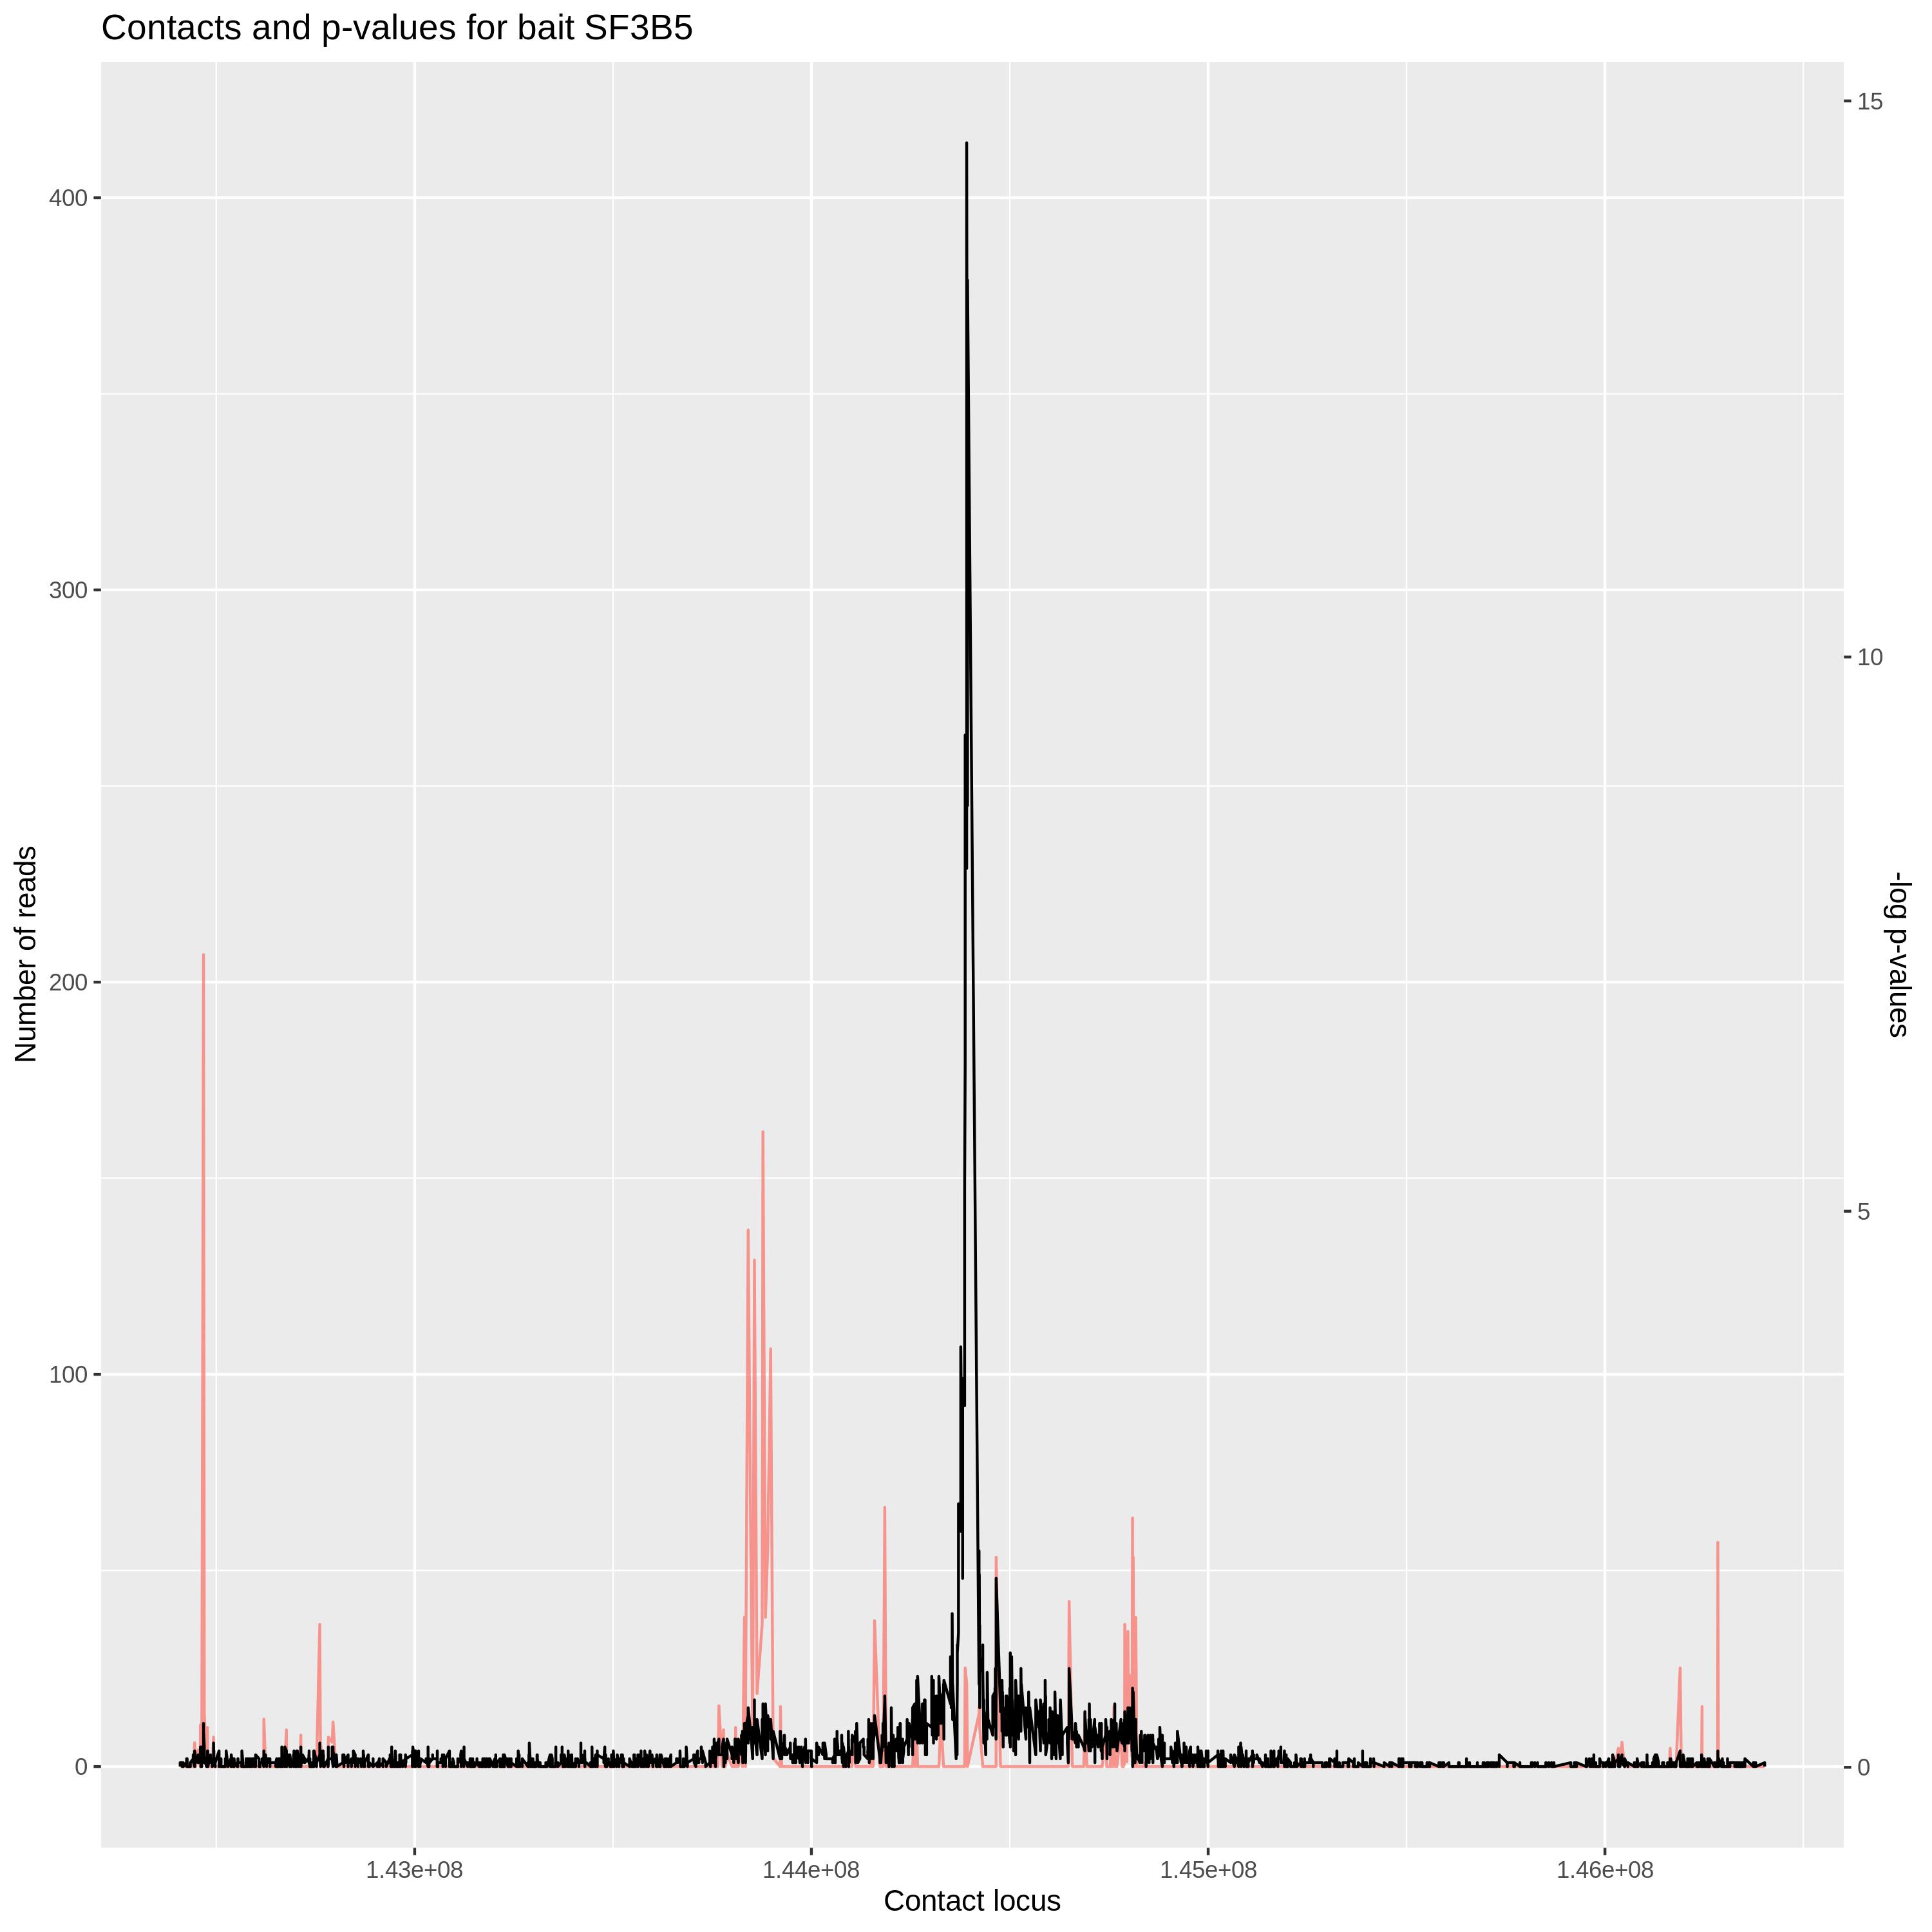 Contacts and p-values for bait SF3B5
400
300
200
100
0
Number of reads
15
10
5
0
-log p-values
1.43e+08
1.44e+08
1.45e+08
1.46e+08
Contact locus